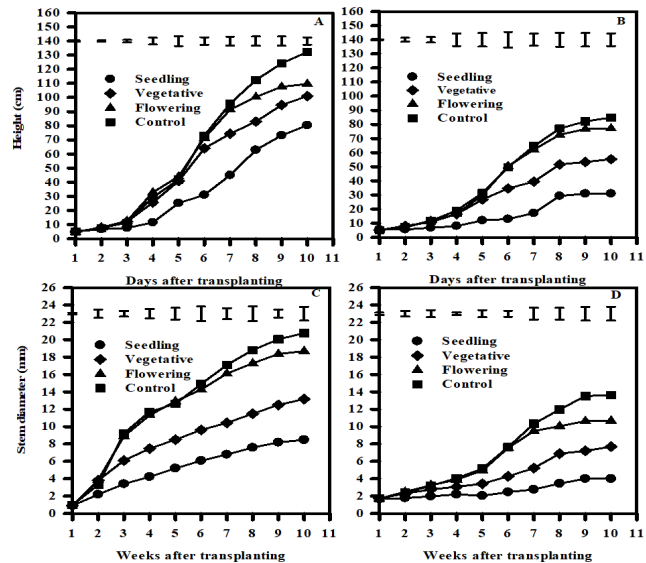 A
160
150
140
130
120
110
100
90
80
70
60
50
40
30
20
10
0
Height (cm)
Seedling
Vegetative
Flowering
Control
1 2 3 4 5 6 7 8 9 10 11
Days after transplanting
B
160
150
140
130
120
110
100
90
80
70
60
50
40
30
20
10
0
Seedling
Vegetative
Flowering
Control
1 2 3 4 5 6 7 8 9 10 11
Days after transplanting
C
26
24
22
20
18
16
14
12
10
8
6
4
2
0
Stem diameter (mm)
Seedling
Vegetative
Flowering
Control
1 2 3 4 5 6 7 8 9 10 11
Weeks after transplanting
D
26
24
22
20
18
16
14
12
10
8
6
4
2
0
Seedling
Vegetative
Flowering
Control
1 2 3 4 5 6 7 8 9 10 11
Weeks after transplanting